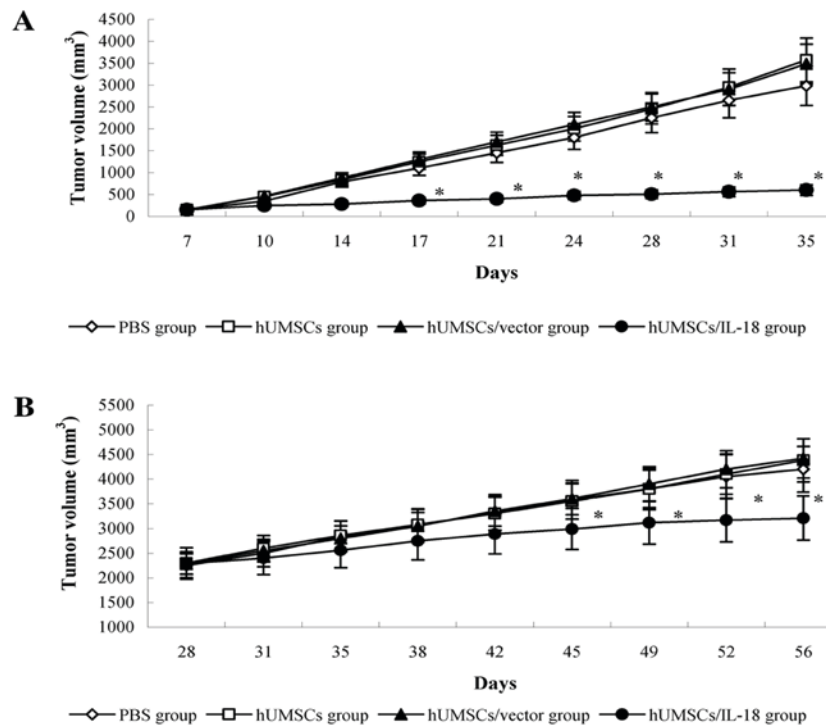 A
Tumor volume (mm3)
4500
4000
3500
3000
2500
2000
1500
1000
500
0
* * * * * *
7 10 14 17 21 24 28 31 35
Days
PBS group hUMSCs group hUMSCs/vector group hUMSCs/IL-18 group
B
Tumor volume (mm3)
5500
5000
4500
4000
3500
3000
2500
2000
1500
1000
* * * *
28 31 35 38 42 45 49 52 56
Days
PBS group hUMSCs group hUMSCs/vector group hUMSCs/IL-18 group